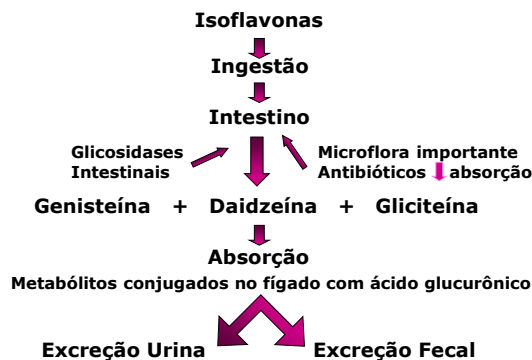 Isoflavonas
Ingestão
Intestino
Glicosidases
Intestinais
Microflora importante
Antibióticos absorção
Genisteína + Daidzeína + Gliciteína
Absorção
Metabólitos conjugados no fígado com ácido glucurônico
Excreção Urina
Excreção Fecal